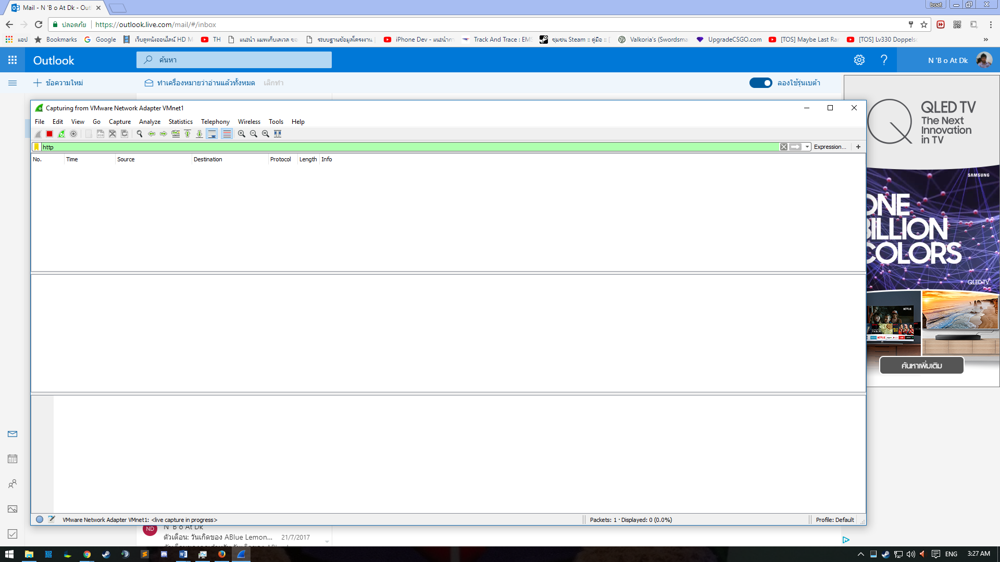 Mail - N 'B o At Dk - Out
boat
ปลอดภัย
https://outlook.live.com/mail/#/inbox
แอป
Bookmarks
Google
เว็บดูหนังออนไลน์ HD M
TH
แนะนำ แมพเก็บเลเวล ขอ
ระบบฐานข้อมูลโครงงาน
iPhone Dev - แนะนำกา
Track And Trace : EMS
ชุมชน Steam :: คู่มือ :: [
Valkoria's (Swordsma
UpgradeCSGO.com
[TOS] Maybe Last Ran
[TOS] Lv330 Doppelso
Outlook
ค้นหา
N 'B o At Dk
ข้อความใหม่
ทำเครื่องหมายว่าอ่านแล้วทั้งหมด
เลิกทำ
ลองใช้รุ่นเบต้า
Capturing from VMware Network Adapter VMnet1
File Edit View Go Capture Analyze Statistics Telephony Wireless Tools Help
http
Expression...
No. Time Source Destination Protocol Length Info
QLED TV
The Next
Innovation
in TV
SAMSUNG
ONE
BILLION
COLORS
QLED TV
NETFLIX
ค้นหาเพิ่มเติม
VMware Network Adapter VMnet1: <live capture in progress>
Packets: 1 · Displayed: 0 (0.0%)
Profile: Default
ND
N 'B o At Dk
ตัวเตือน: วันเกิดของ ABlue Lemon...
21/7/2017
ENG
3:27 AM